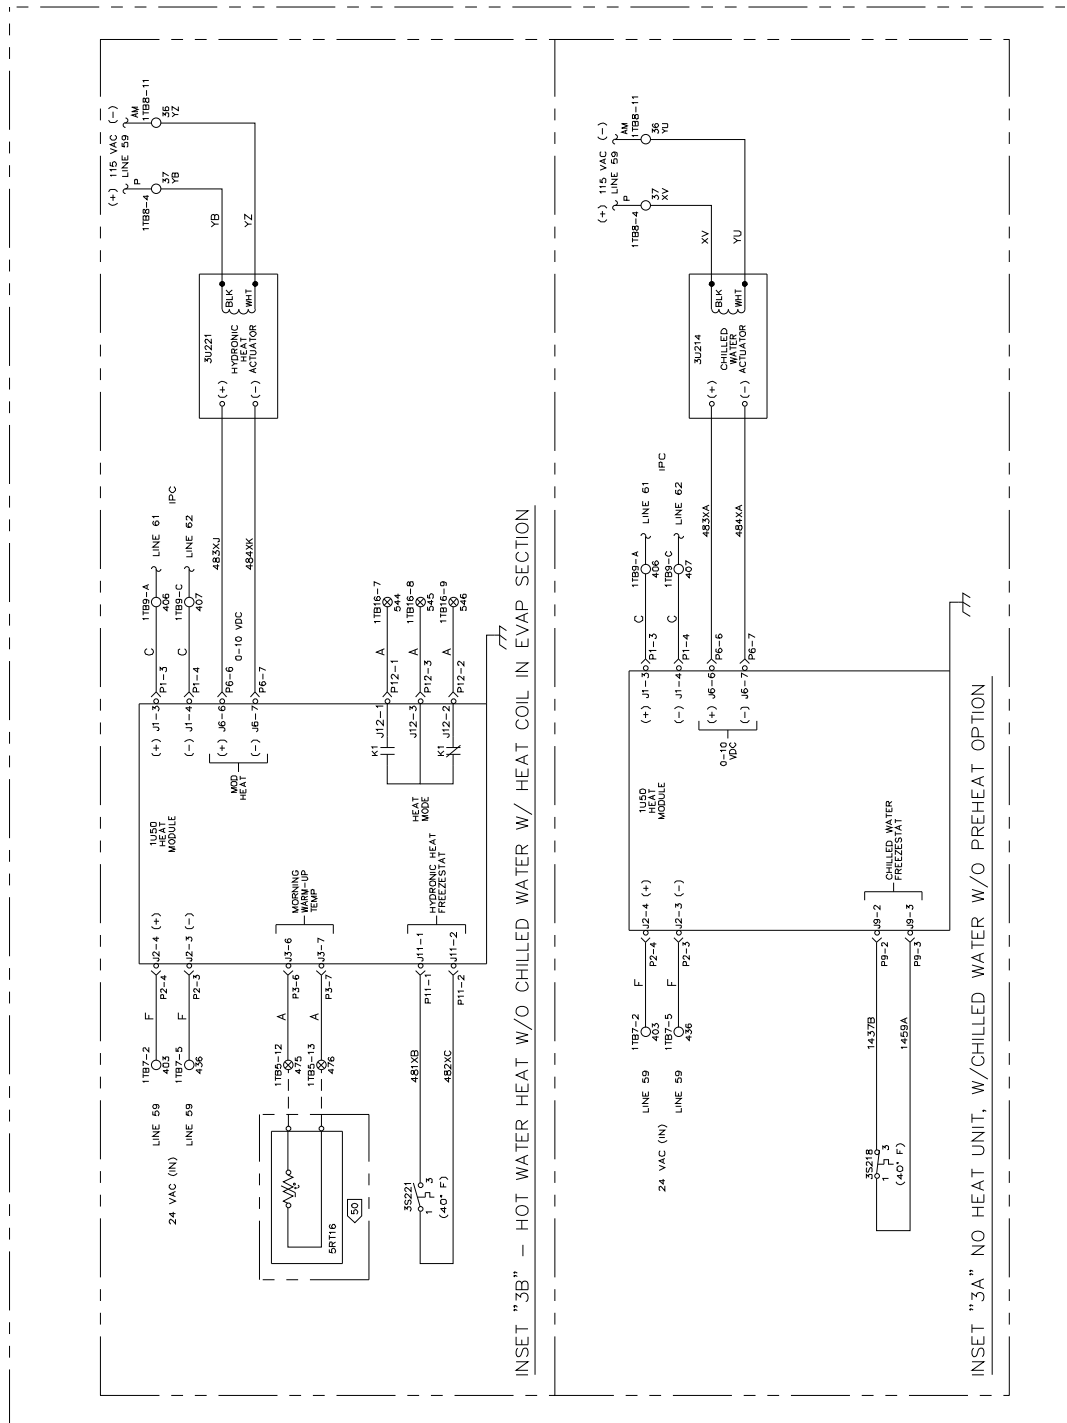 (+) 115 VAC (-)
LINE 59
P
AM
1TB8-4
1TB8-11
37
YB
36
YZ
YB
YZ
3U221
BLK
WHT
HYDRONIC
HEAT
ACTUATOR
(+)
(-)
1TB9-A
406
LINE 61
IPC
1TB9-C
407
LINE 62
483XJ
484XK
0-10 VDC
C
C
P1-3
P1-4
P6-6
P6-7
(+) J1-3
(-) J1-4
(+) J6-6
(-) J6-7
MOD
HEAT
1TB16-7
544
1TB16-8
545
1TB16-9
546
A
A
A
P12-1
P12-3
P12-2
J12-1
J12-3
J12-2
K1
K1
HEAT
MODE
1U50
HEAT
MODULE
J2-4 (+)
J2-3 (-)
P2-4
P2-3
F
F
1TB7-2
403
1TB7-5
436
LINE 59
LINE 59
24 VAC (IN)
MORNING
WARM-UP
TEMP
J3-6
J3-7
P3-6
P3-7
A
A
1TB5-12
475
1TB5-13
476
5RT16
50
HYDRONIC HEAT
FREEZESTAT
J11-1
J11-2
P11-1
P11-2
481XB
482XC
3S221
1 3
(40° F)
INSET "3B" - HOT WATER HEAT W/O CHILLED WATER W/ HEAT COIL IN EVAP SECTION
(+) 115 VAC (-)
LINE 59
P
AM
1TB8-4
1TB8-11
37
XV
36
YU
XV
YU
3U214
BLK
WHT
CHILLED
WATER
ACTUATOR
(+)
(-)
1TB9-A
406
LINE 61
IPC
1TB9-C
407
LINE 62
483XA
484XA
C
C
P1-3
P1-4
P6-6
P6-7
(+) J1-3
(-) J1-4
(+) J6-6
(-) J6-7
0-10
VDC
1U50
HEAT
MODULE
J2-4 (+)
J2-3 (-)
P2-4
P2-3
F
F
1TB7-2
403
1TB7-5
436
LINE 59
LINE 59
24 VAC (IN)
CHILLED WATER
FREEZESTAT
J9-2
J9-3
P9-2
P9-3
1437B
1459A
3S218
1 3
(40° F)
INSET "3A" NO HEAT UNIT, W/CHILLED WATER W/O PREHEAT OPTION